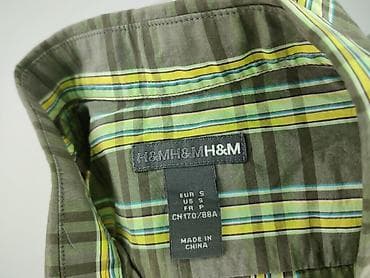 H&MH&MH&M
EUR S
US S
FR P
CN170/88A
MADE IN
CHINA